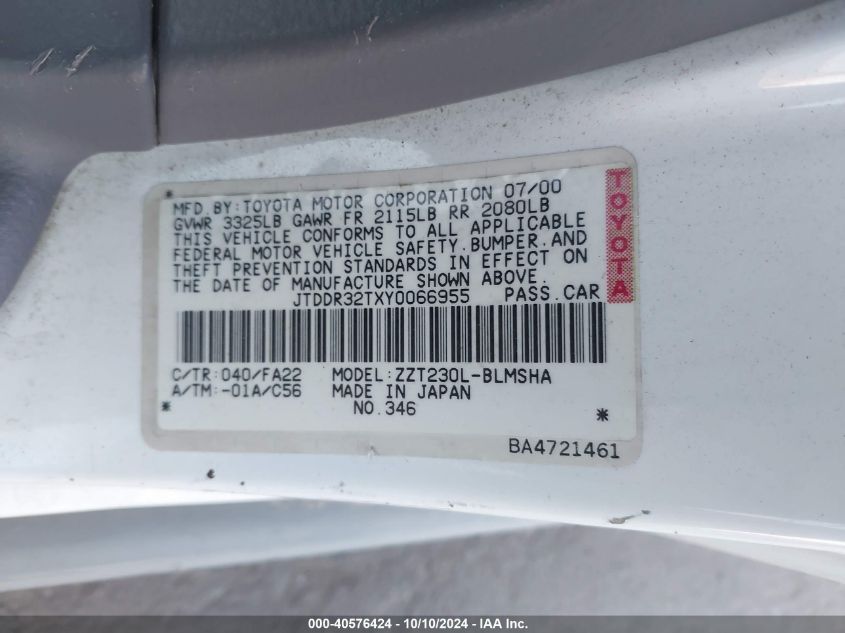 MFD.BY:TOYOTA MOTOR CORPORATION 07/00
GVWR 3325LB GAWR FR 2115LB RR 2080LB
THIS VEHICLE CONFORMS TO ALL APPLICABLE
FEDERAL MOTOR VEHICLE SAFETY.BUMPER.AND
THEFT PREVENTION STANDARDS IN EFFECT ON
THE DATE OF MANUFACTURE SHOWN ABOVE.
JTDDR32TXY0066955 PASS.CAR
TOYOTA
C/TR:040/FA22 MODEL:ZZT230L-BLMSHA
A/TM:-01A/C56 MADE IN JAPAN
NO.346
BA4721461
000-40576424 - 10/10/2024 - IAA Inc.